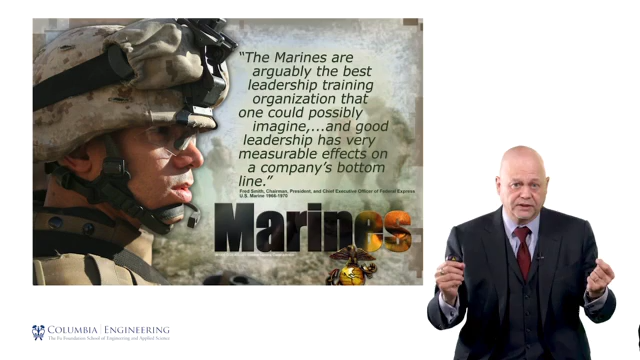 “The Marines are
arguably the best
leadership training
organization that
one could possibly
imagine,...and good
leadership has very
measurable effects on
a company’s bottom
line.”
Fred Smith, Chairman, President, and Chief Executive Officer of Federal Express
U.S. Marine 1966-1970
Marines
COLUMBIA | ENGINEERING
The Fu Foundation School of Engineering and Applied Science